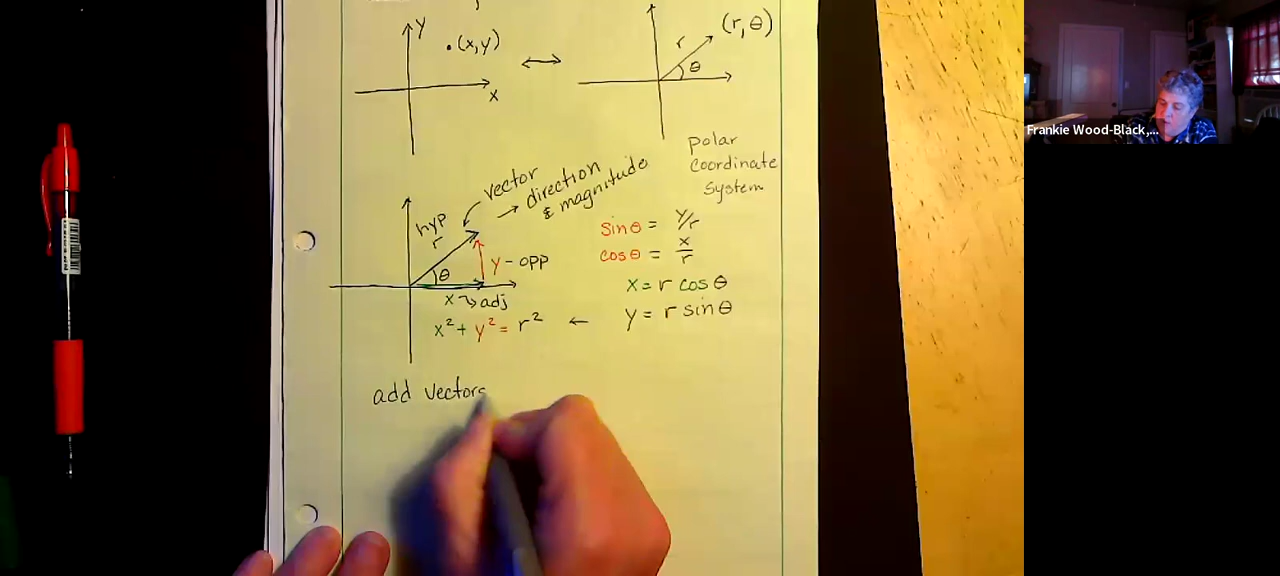 y
(x,y)
x
r
(r, θ)
θ
polar
coordinate
system
vector
→ direction
& magnitude
hyp
r
θ
y - opp
x → adj
sin θ = y/r
cos θ = x/r
x = r cos θ
x² + y² = r² ← y = r sin θ
add vectors
Frankie Wood-Black,...